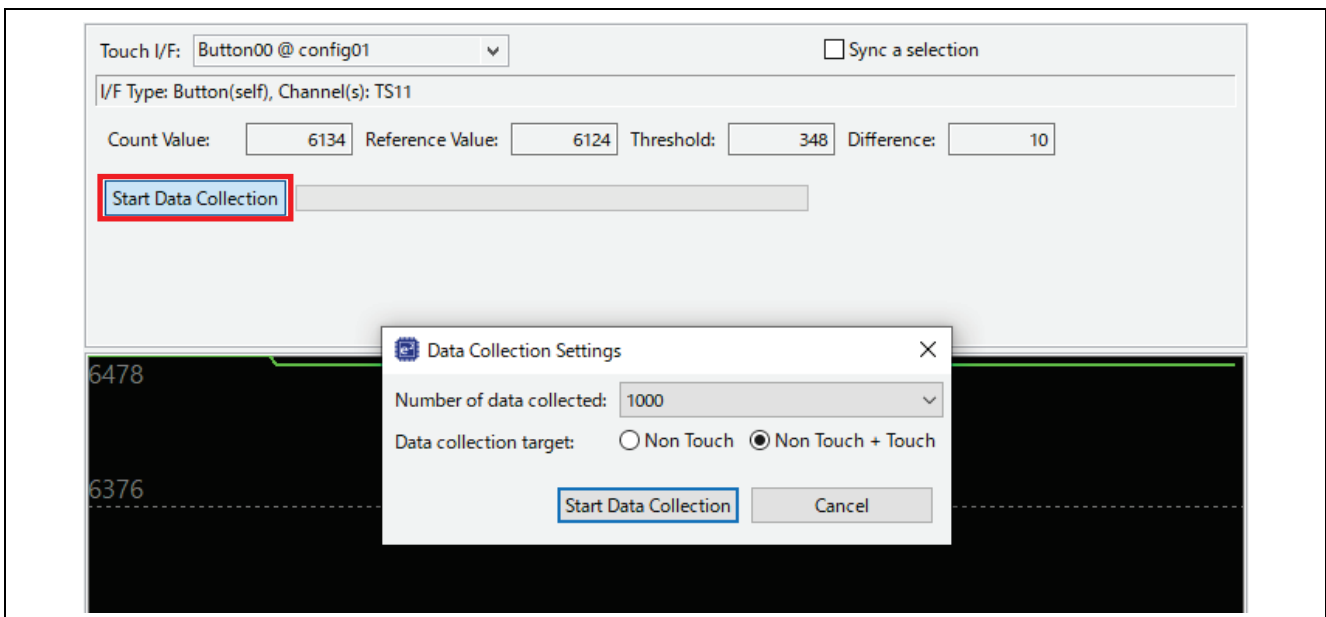 Touch I/F: Button00 @ config01 Sync a selection
I/F Type: Button(self), Channel(s): TS11
Count Value: 6134 Reference Value: 6124 Threshold: 348 Difference: 10
Start Data Collection
Data Collection Settings
6478
Number of data collected: 1000
Data collection target: Non Touch Non Touch + Touch
6376
Start Data Collection Cancel